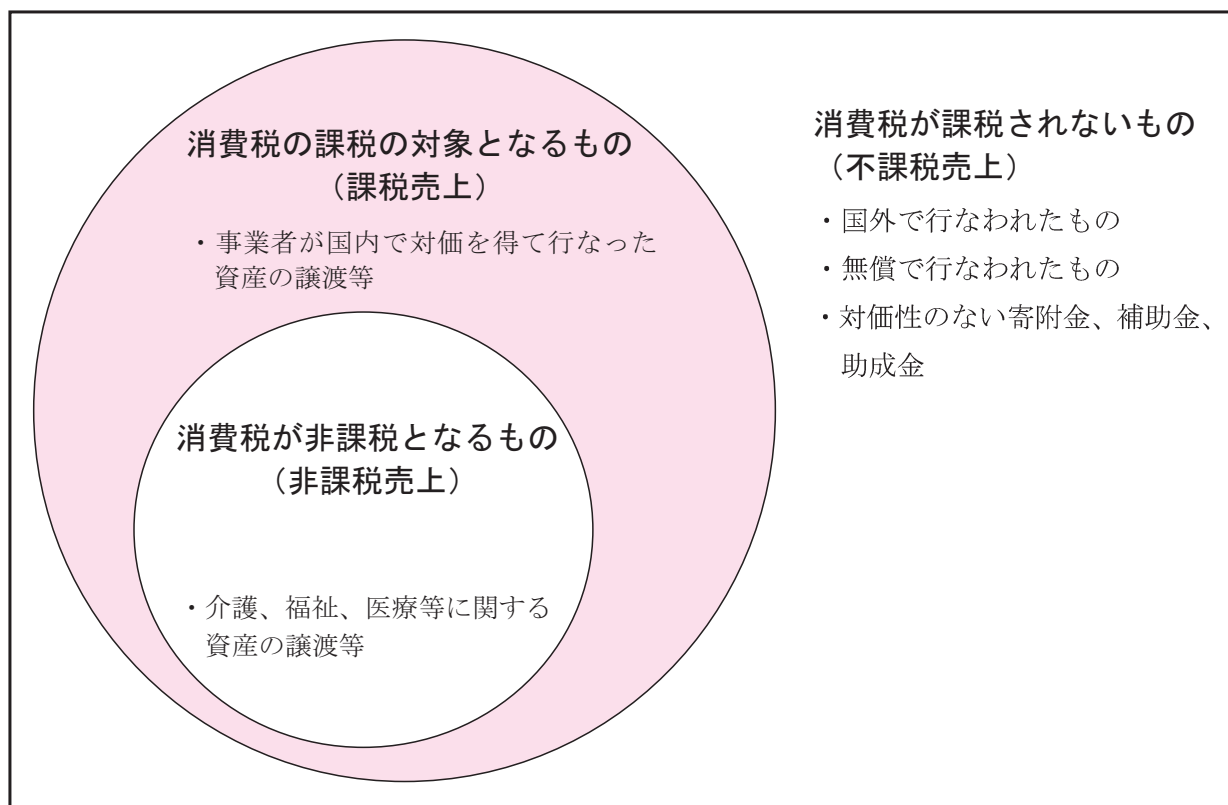 消費税の課税の対象となるもの
（課税売上）
・事業者が国内で対価を得て行なった
資産の譲渡等
消費税が非課税となるもの
（非課税売上）
・介護、福祉、医療等に関する
資産の譲渡等
消費税が課税されないもの
（不課税売上）
・国外で行なわれたもの
・無償で行なわれたもの
・対価性のない寄附金、補助金、
助成金